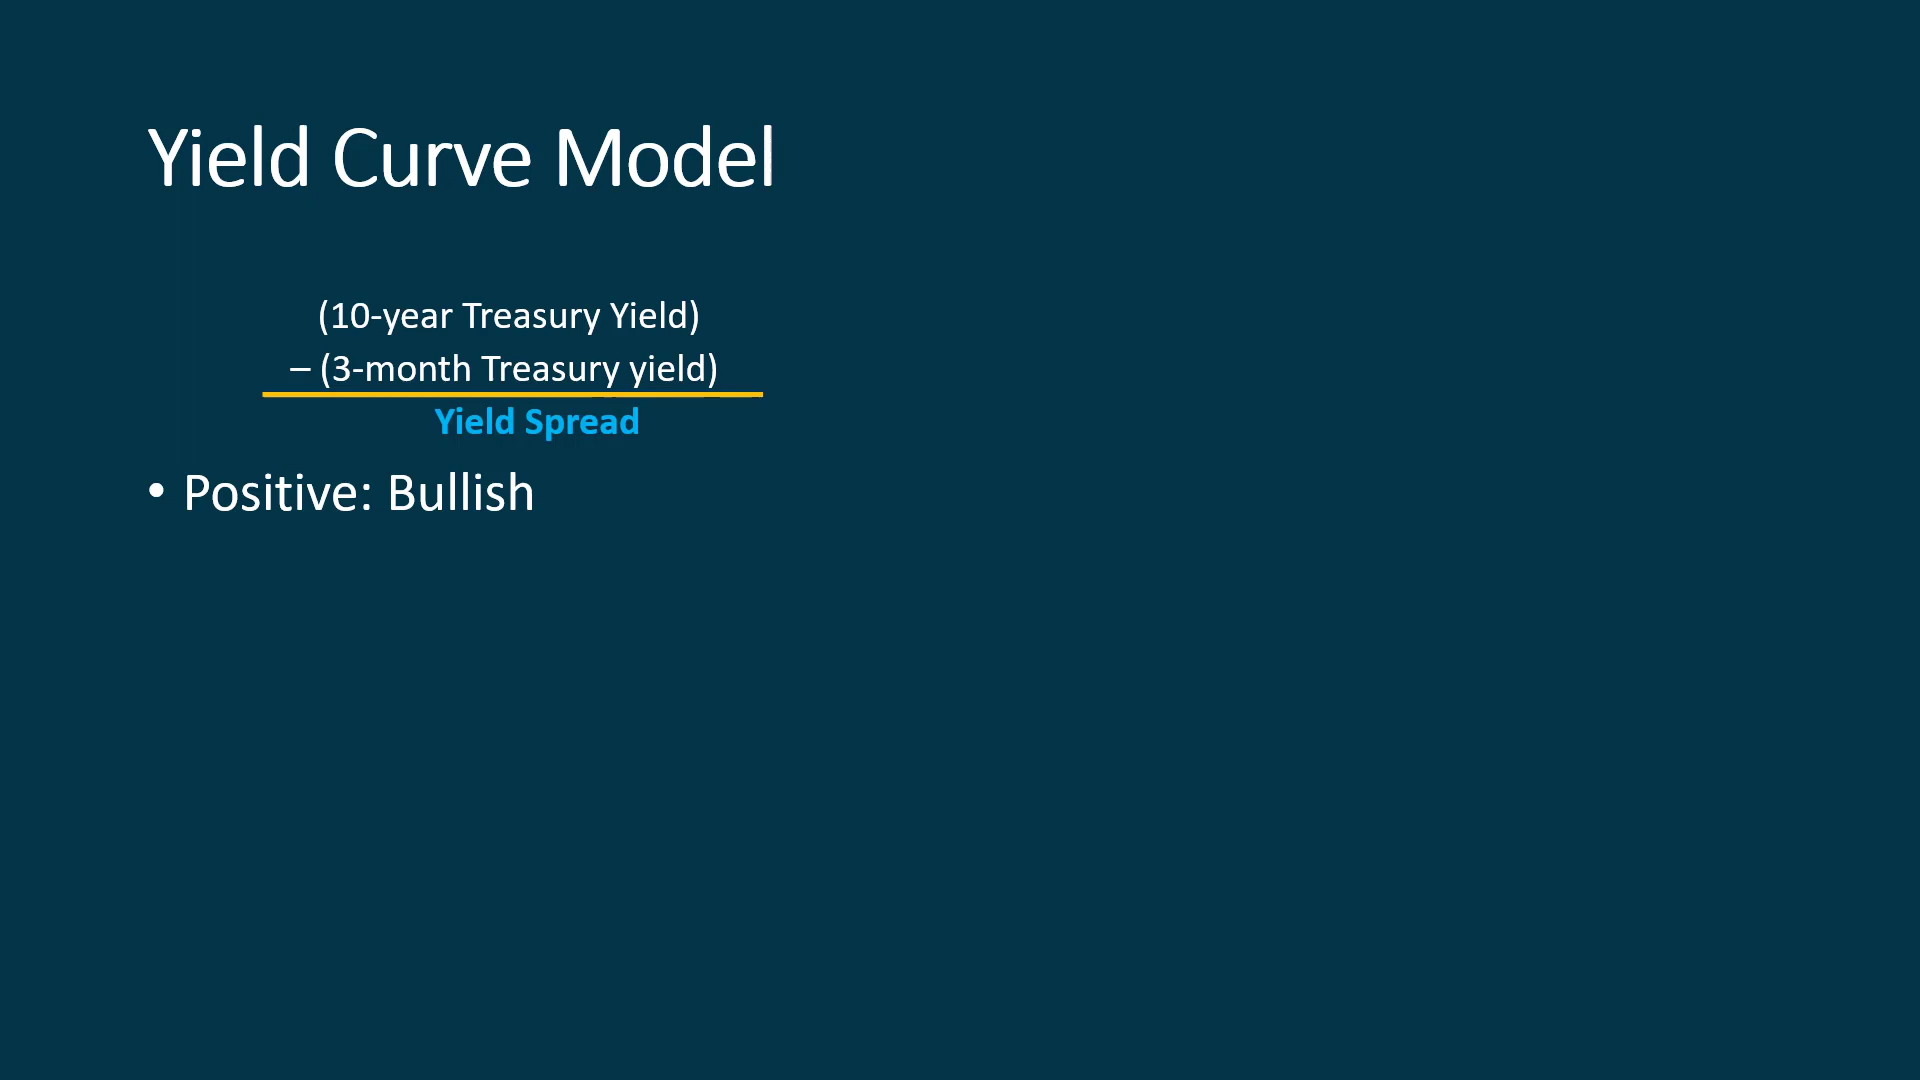 Yield Curve Model
(10-year Treasury Yield)
– (3-month Treasury yield)
Yield Spread
• Positive: Bullish